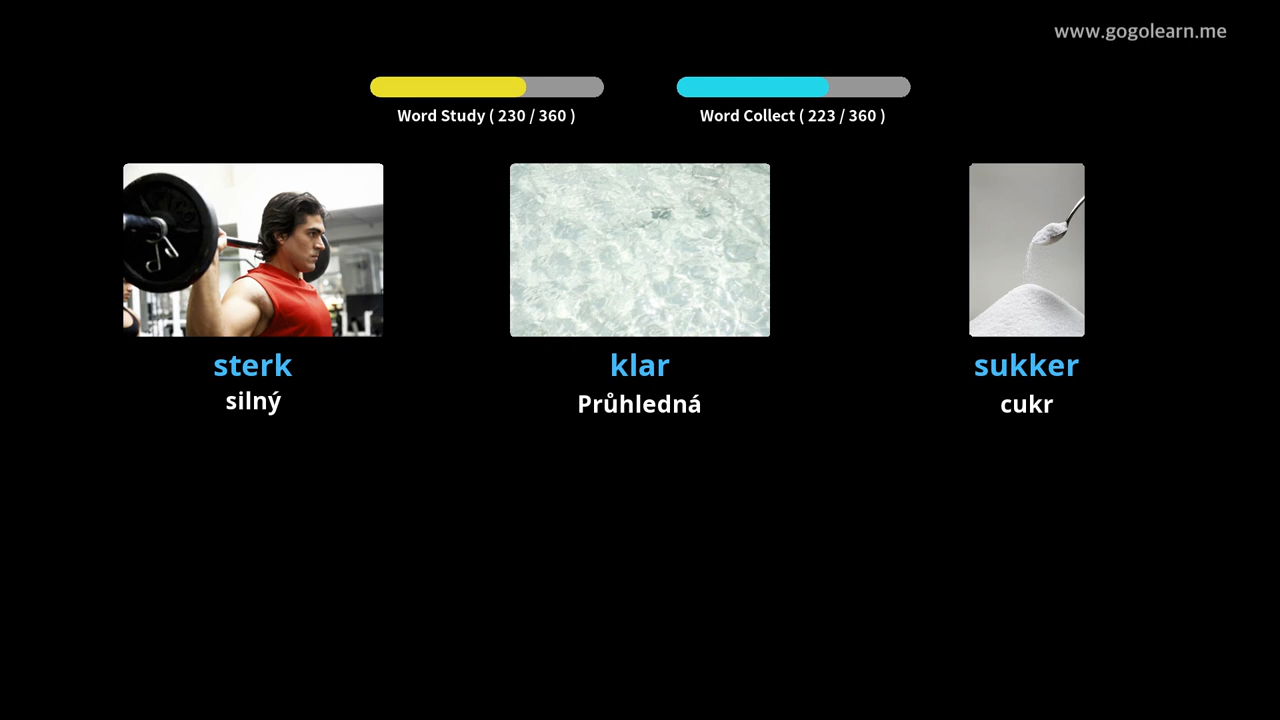 www.gogolearn.me
Word Study ( 230 / 360 )
Word Collect ( 223 / 360 )
sterk
silný
klar
Průhledná
sukker
cukr